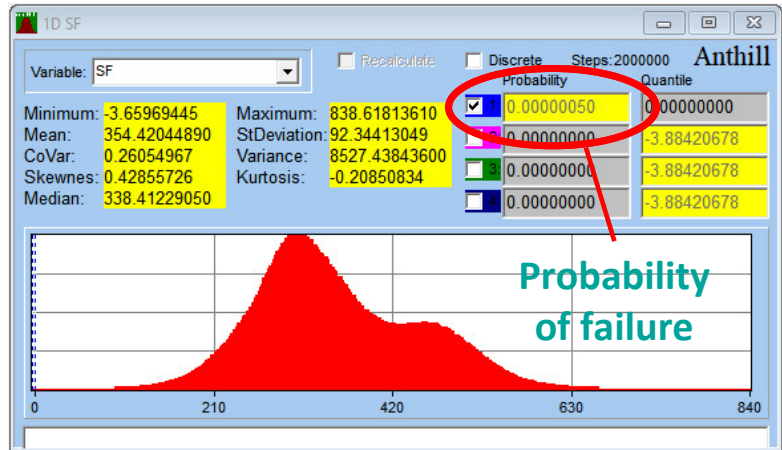 1D SF
Variable: SF
Recalculate
Discrete Steps:2000000 Anthill
Probability Quantile
Minimum: -3.65969445 Maximum: 838.61813610 1 0.00000050 0.00000000
Mean: 354.42044890 StDeviation: 92.34413049 2 0.00000000 -3.88420678
CoVar: 0.26054967 Variance: 8527.43843600
Skewnes: 0.42855726 Kurtosis: -0.20850834 3: 0.00000000 -3.88420678
Median: 338.41229050 4 0.00000000 -3.88420678
Probability
of failure
0 210 420 630 840